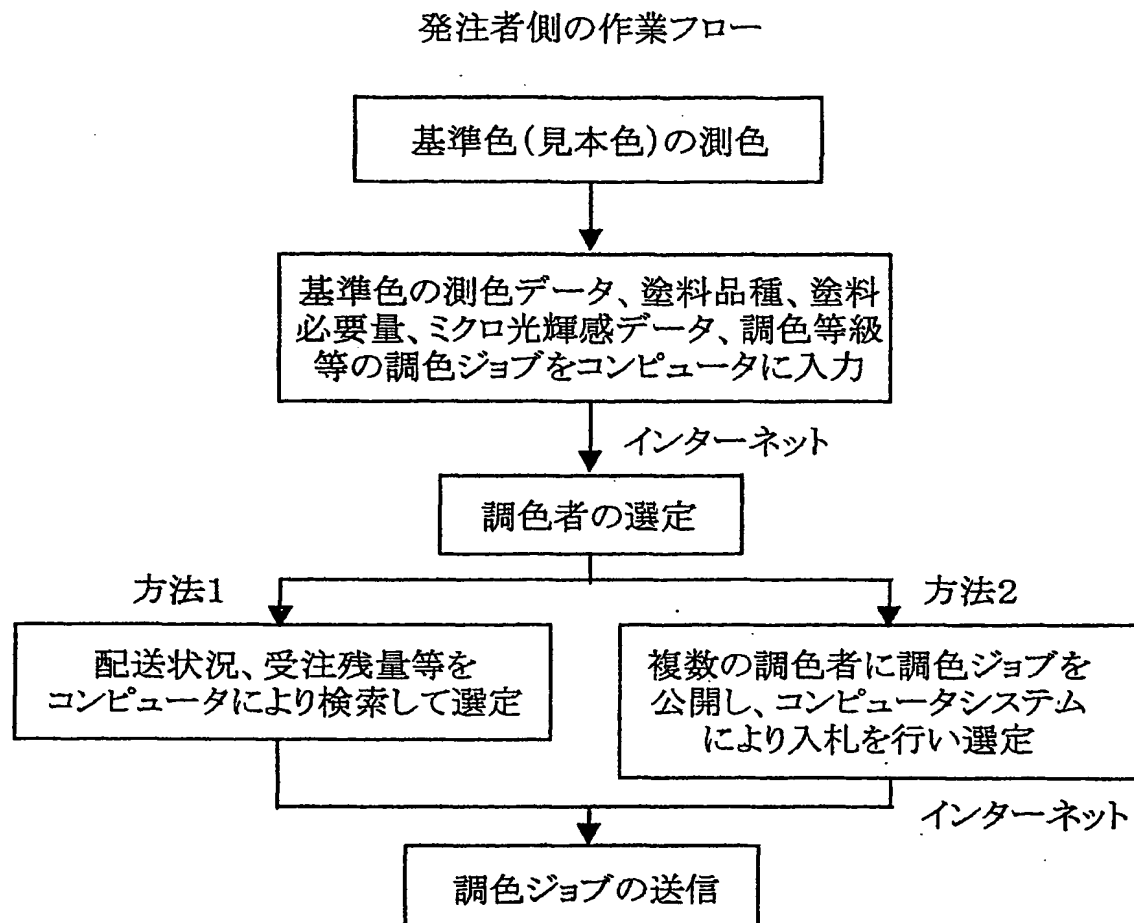 発注者側の作業フロー
基準色(見本色)の測色
基準色の測色データ、塗料品種、塗料
必要量、ミクロ光輝感データ、調色等級
等の調色ジョブをコンピュータに入力
インターネット
調色者の選定
方法1
方法2
配送状況、受注残量等を
コンピュータにより検索して選定
複数の調色者に調色ジョブを
公開し、コンピュータシステム
により入札を行い選定
インターネット
調色ジョブの送信